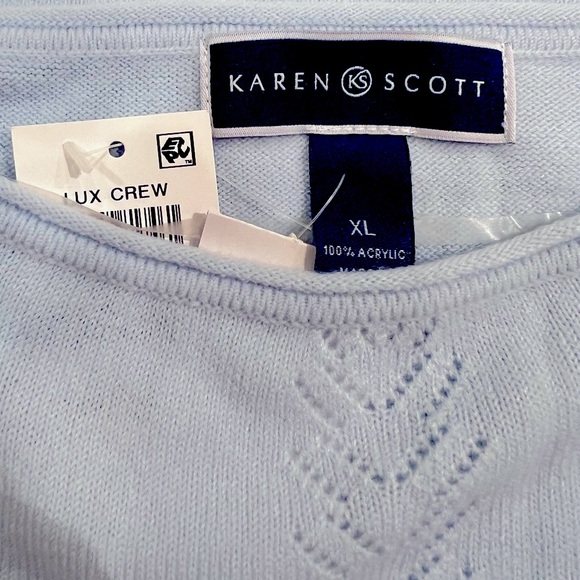 KAREN KS SCOTT
LUX CREW
XL
100% ACRYLIC